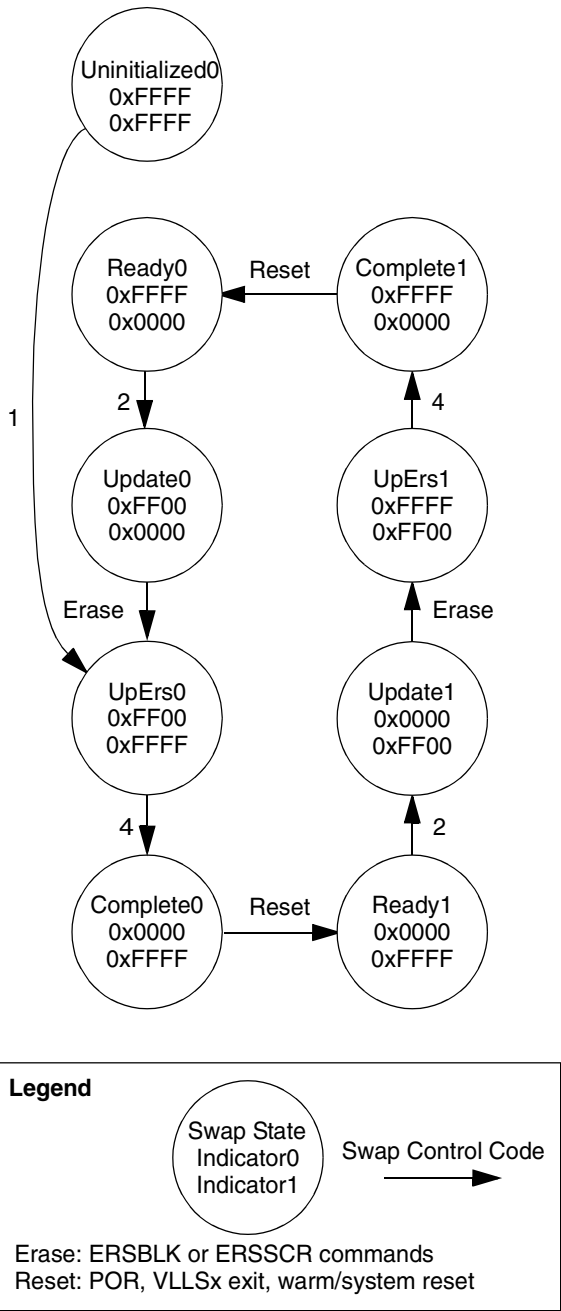 Uninitialized0
0xFFFF
0xFFFF
Ready0
0xFFFF
0x0000
Reset
Complete1
0xFFFF
0x0000
1
2
4
Update0
0xFF00
0x0000
UpErs1
0xFFFF
0xFF00
Erase
Erase
UpErs0
0xFF00
0xFFFF
Update1
0x0000
0xFF00
4
2
Complete0
0x0000
0xFFFF
Reset
Ready1
0x0000
0xFFFF
Legend
Swap State
Indicator0
Indicator1
Swap Control Code
Erase: ERSBLK or ERSSCR commands
Reset: POR, VLLSx exit, warm/system reset